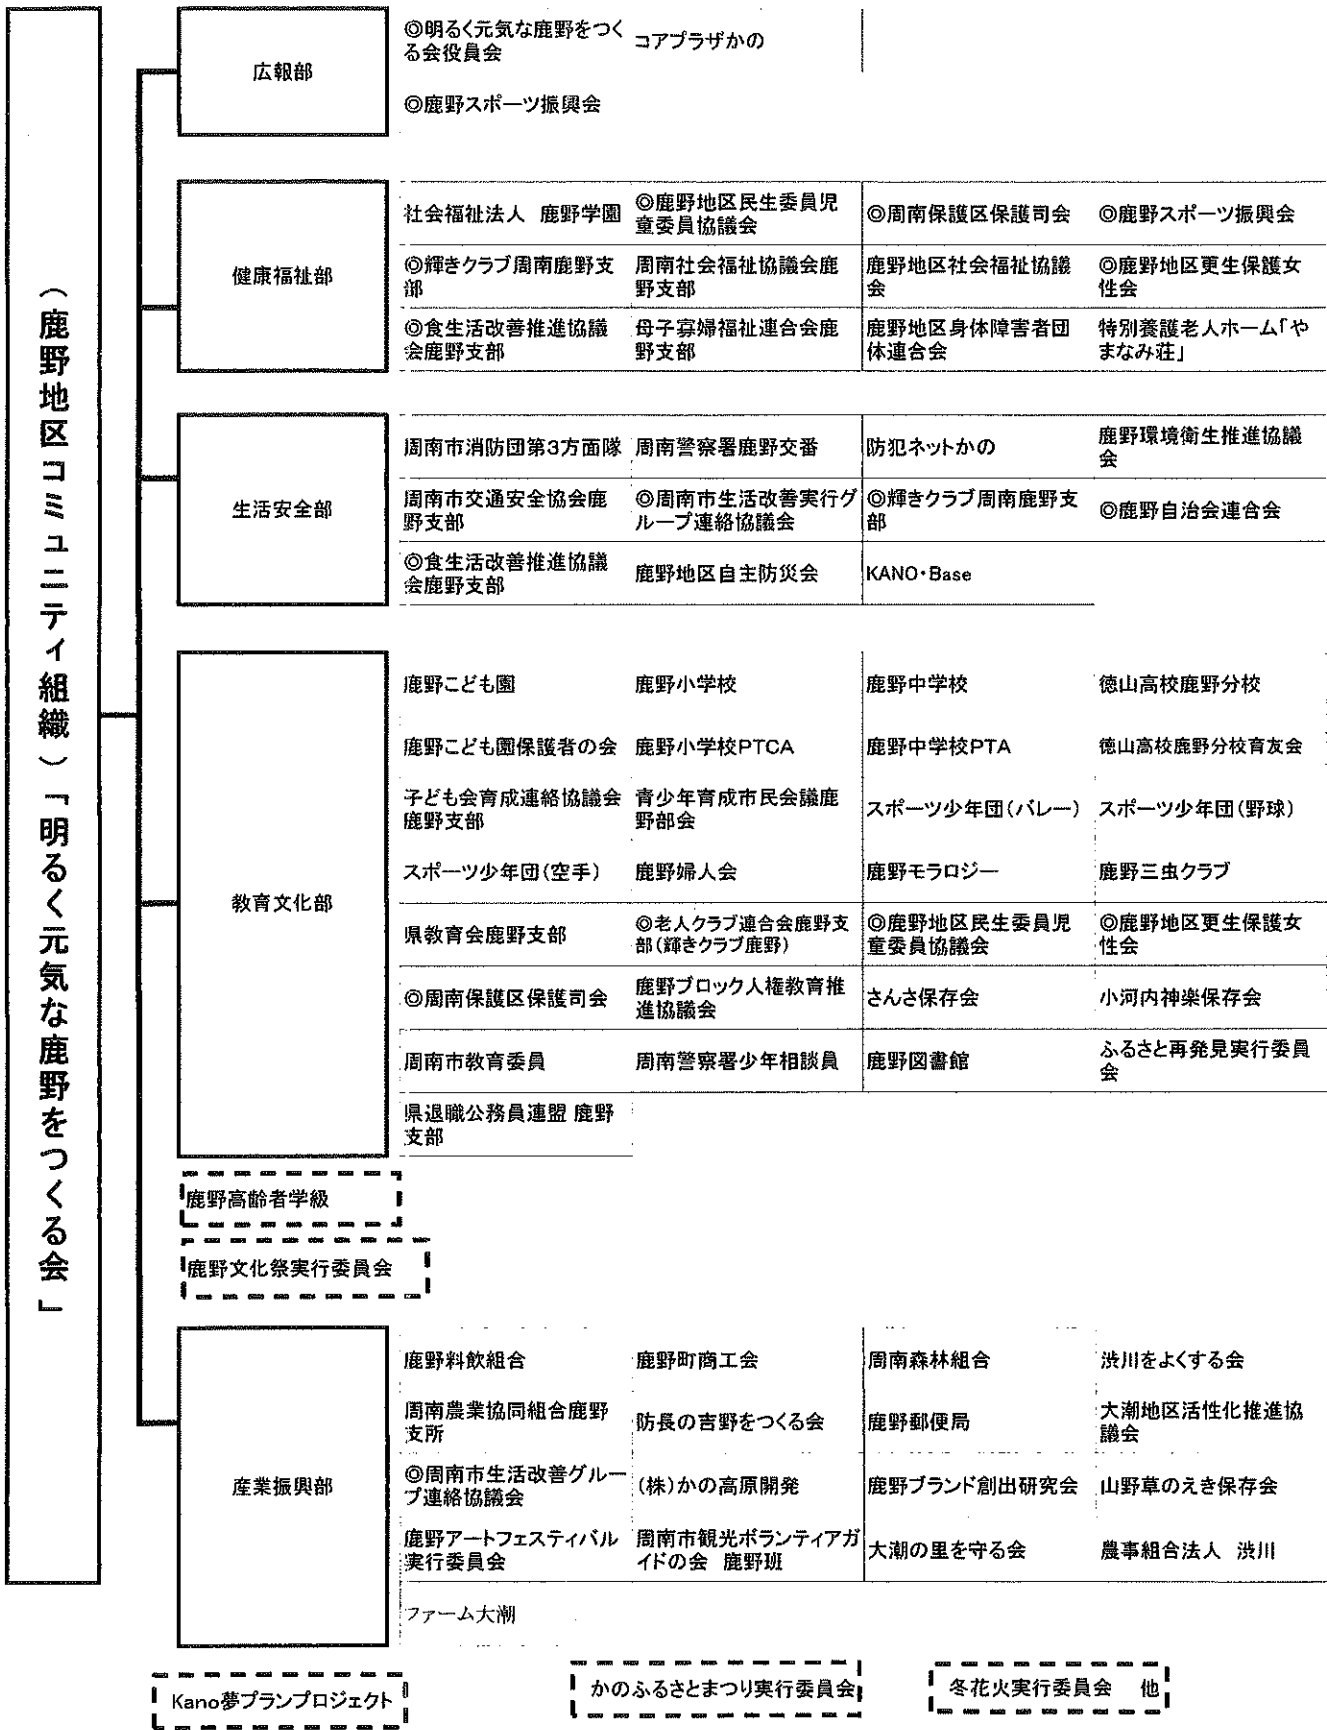 （鹿野地区コミュニティ組織）「明るく元気な鹿野をつくる会」
広報部
◎明るく元気な鹿野をつく
る会役員会
コアプラザかの
◎鹿野スポーツ振興会
健康福祉部
社会福祉法人 鹿野学園
◎鹿野地区民生委員児
童委員協議会
◎周南保護区保護司会
◎鹿野スポーツ振興会
◎輝きクラブ周南鹿野支
部
周南社会福祉協議会鹿
野支部
鹿野地区社会福祉協議
会
◎鹿野地区更生保護女
性会
◎食生活改善推進協議
会鹿野支部
母子寡婦福祉連合会鹿
野支部
鹿野地区身体障害者団
体連合会
特別養護老人ホーム「や
まなみ荘」
生活安全部
周南市消防団第3方面隊
周南警察署鹿野交番
防犯ネットかの
鹿野環境衛生推進協議
会
周南市交通安全協会鹿
野支部
◎周南市生活改善実行グ
ループ連絡協議会
◎輝きクラブ周南鹿野支
部
◎鹿野自治会連合会
◎食生活改善推進協議
会鹿野支部
鹿野地区自主防災会
KANO・Base
教育文化部
鹿野こども園
鹿野小学校
鹿野中学校
徳山高校鹿野分校
鹿野こども園保護者の会
鹿野小学校PTCA
鹿野中学校PTA
徳山高校鹿野分校育友会
子ども会育成連絡協議会
鹿野支部
青少年育成市民会議鹿
野部会
スポーツ少年団（バレー）
スポーツ少年団（野球）
スポーツ少年団（空手）
鹿野婦人会
鹿野モラロジー
鹿野三虫クラブ
県教育会鹿野支部
◎老人クラブ連合会鹿野支
部（輝きクラブ鹿野）
◎鹿野地区民生委員児
童委員協議会
◎鹿野地区更生保護女
性会
◎周南保護区保護司会
鹿野ブロック人権教育推
進協議会
さんさ保存会
小河内神楽保存会
周南市教育委員
周南警察署少年相談員
鹿野図書館
ふるさと再発見実行委員
会
県退職公務員連盟 鹿野
支部
鹿野高齢者学級
鹿野文化祭実行委員会
産業振興部
鹿野料飲組合
鹿野町商工会
周南森林組合
渋川をよくする会
周南農業協同組合鹿野
支所
防長の吉野をつくる会
鹿野郵便局
大潮地区活性化推進協
議会
◎周南市生活改善グルー
プ連絡協議会
（株）かの高原開発
鹿野ブランド創出研究会
山野草のえき保存会
鹿野アートフェスティバル
実行委員会
周南市観光ボランティアガ
イドの会 鹿野班
大潮の里を守る会
農事組合法人 渋川
ファーム大潮
Kano夢プランプロジェクト
かのふるさとまつり実行委員会
冬花火実行委員会 他